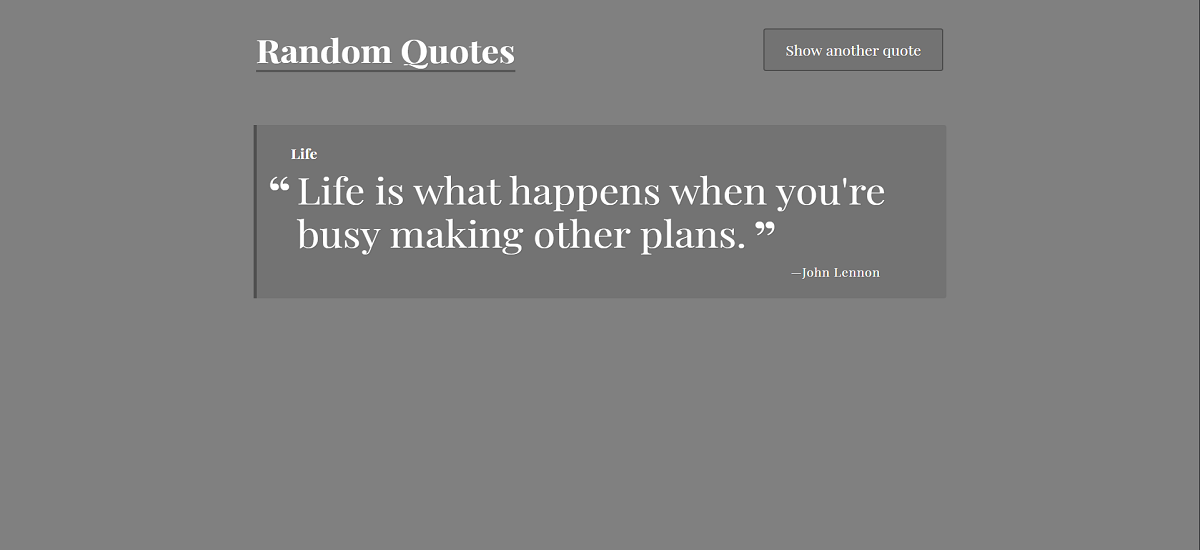 Random Quotes
Show another quote
Life
“ Life is what happens when you're
busy making other plans. ”
—John Lennon